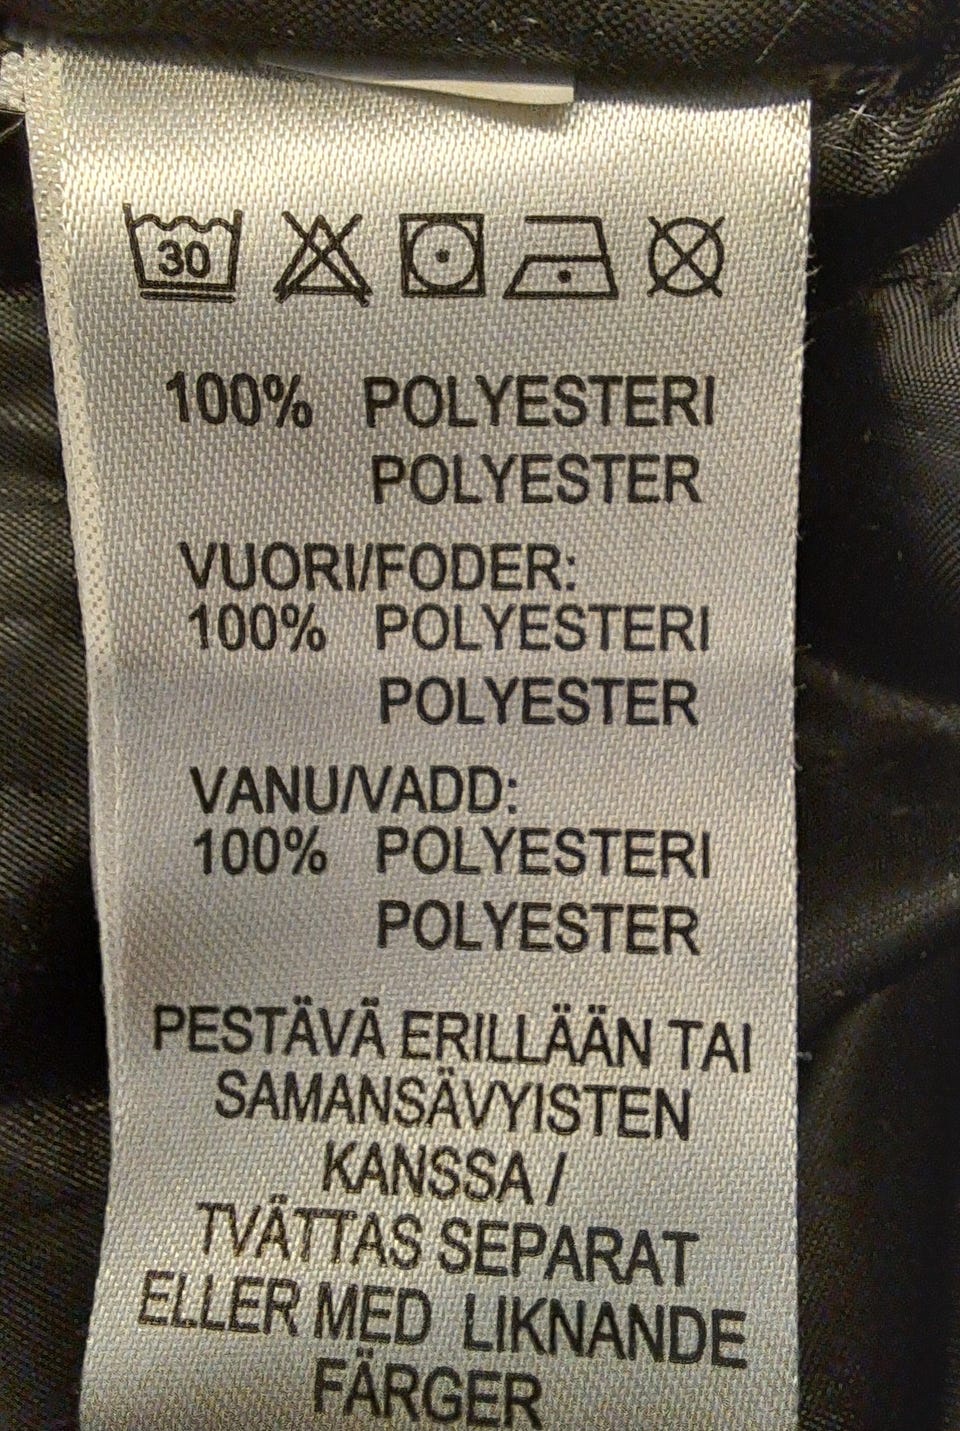 30
100% POLYESTERI
POLYESTER
VUORI/FODER:
100% POLYESTERI
POLYESTER
VANU/VADD:
100% POLYESTERI
POLYESTER
PESTÄVÄ ERILLÄÄN TAI
SAMANSÄVYISTEN
KANSSA /
TVÄTTAS SEPARAT
ELLER MED LIKNANDE
FÄRGER